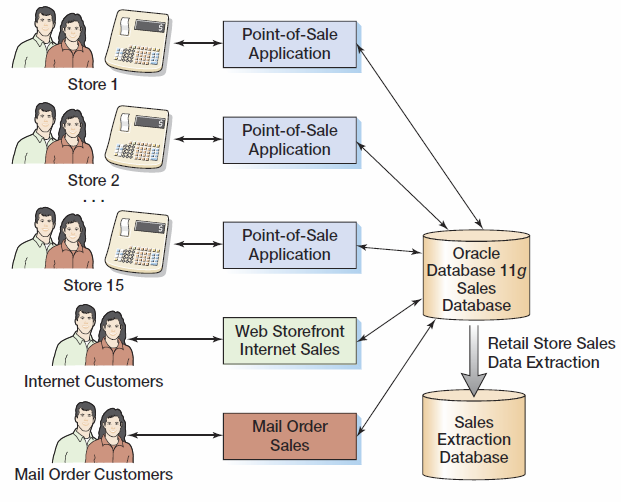 Point-of-Sale
Application
Store 1
Point-of-Sale
Application
Store 2
. . .
Point-of-Sale
Application
Store 15
Oracle
Database 11g
Sales
Database
Web Storefront
Internet Sales
Internet Customers
Retail Store Sales
Data Extraction
Mail Order
Sales
Mail Order Customers
Sales
Extraction
Database